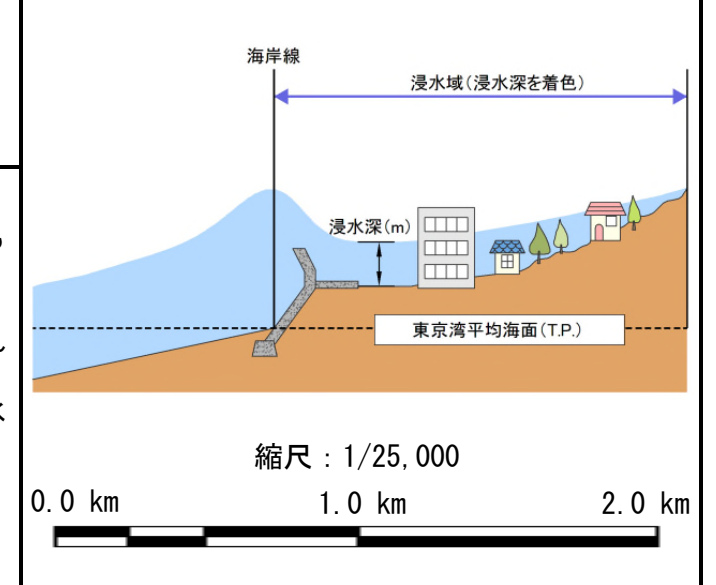 海岸線
浸水域（浸水深を着色）
浸水深（m）
東京湾平均海面（T.P.）
縮尺：1/25,000
0.0 km 1.0 km 2.0 km